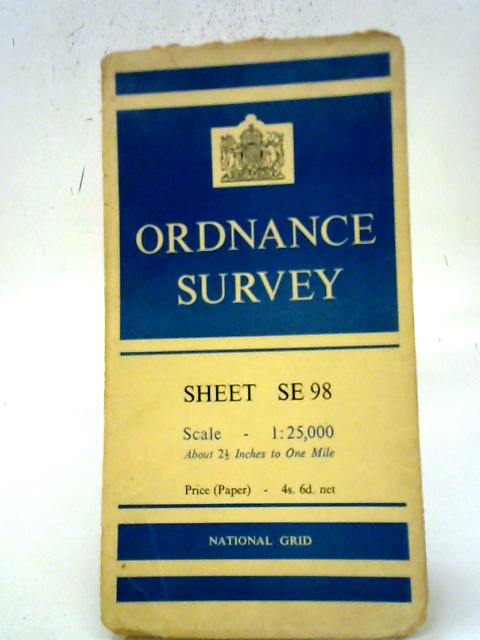 ORDNANCE
SURVEY
SHEET SE 98
Scale - 1:25,000
About 2½ Inches to One Mile
Price (Paper) - 4s. 6d. net
NATIONAL GRID